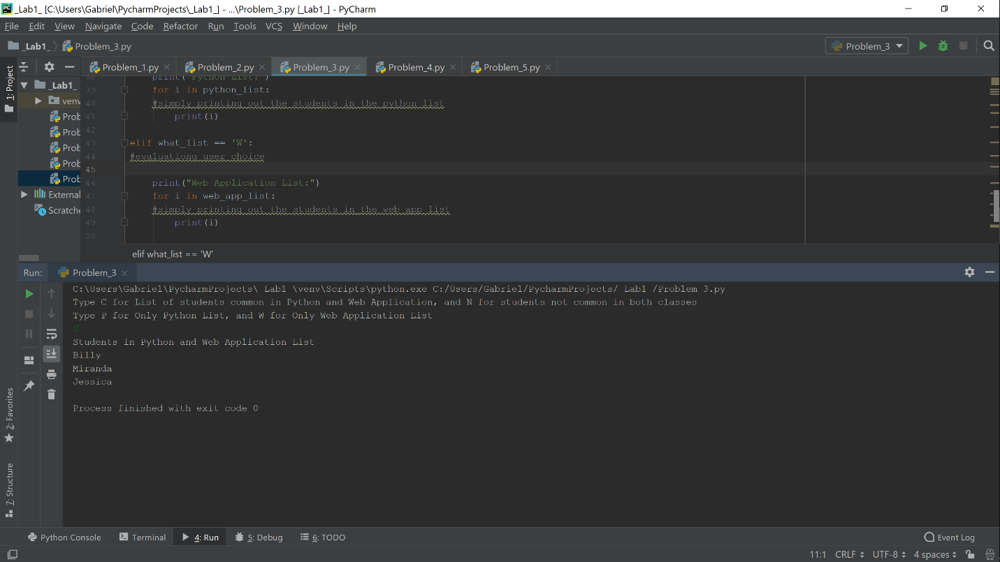 _Lab1_ [C:\Users\Gabriel\PycharmProjects\_Lab1_] - ...\Problem_3.py [_Lab1_] - PyCharm
File Edit View Navigate Code Refactor Run Tools VCS Window Help
_Lab1_ Problem_3.py Problem_3
1: Project
Problem_1.py Problem_2.py Problem_3.py Problem_4.py Problem_5.py
_Lab1_
venv
Prob
Prob
Prob
Prob
Prob
External
Scratche
38 print("Python List:")
39 for i in python_list:
40 #simply printing out the students in the python list
41 print(i)
42
43 elif what_list == 'W':
44 #evaluationg user choice
45
46 print("Web Application List:")
47 for i in web_app_list:
48 #simply printing out the students in the web app list
49 print(i)
50
elif what_list == 'W'
Run: Problem_3
C:\Users\Gabriel\PycharmProjects\_Lab1_\venv\Scripts\python.exe C:/Users/Gabriel/PycharmProjects/_Lab1_/Problem_3.py
Type C for List of students common in Python and Web Application, and N for students not common in both classes
Type P for Only Python List, and W for Only Web Application List
C
Students in Python and Web Application List
Billy
Miranda
Jessica
Process finished with exit code 0
2: Favorites
7: Structure
Python Console Terminal 4: Run 5: Debug 6: TODO Event Log
11:1 CRLF UTF-8 4 spaces